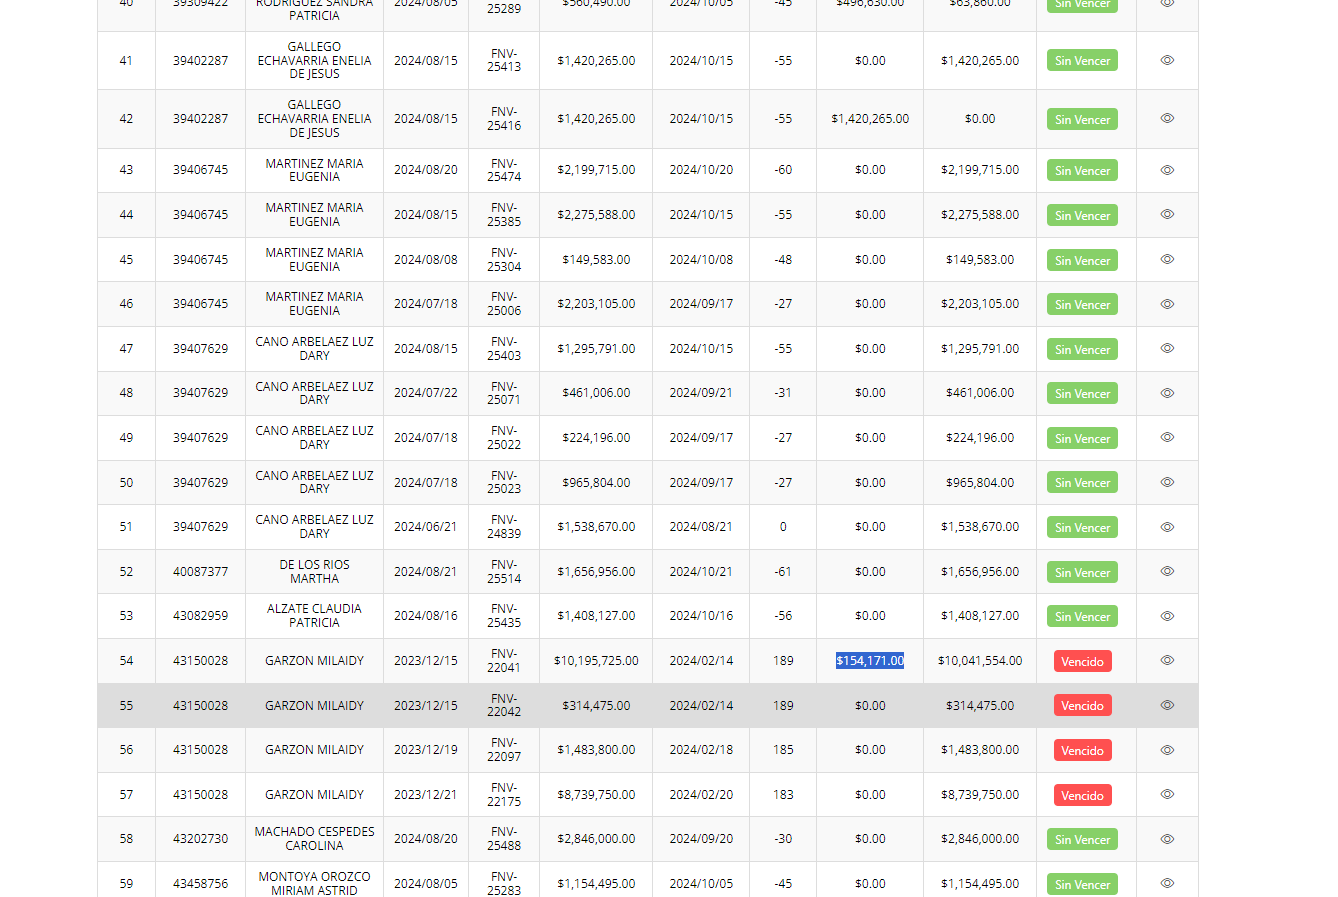 40 39309422 RODRIGUEZ SANDRA PATRICIA 2024/08/05 25289 $560,490.00 2024/10/05 -45 $496,630.00 $63,860.00 Sin Vencer
41 39402287 GALLEGO ECHAVARRIA ENELIA DE JESUS 2024/08/15 FNV-25413 $1,420,265.00 2024/10/15 -55 $0.00 $1,420,265.00 Sin Vencer
42 39402287 GALLEGO ECHAVARRIA ENELIA DE JESUS 2024/08/15 FNV-25416 $1,420,265.00 2024/10/15 -55 $1,420,265.00 $0.00 Sin Vencer
43 39406745 MARTINEZ MARIA EUGENIA 2024/08/20 FNV-25474 $2,199,715.00 2024/10/20 -60 $0.00 $2,199,715.00 Sin Vencer
44 39406745 MARTINEZ MARIA EUGENIA 2024/08/15 FNV-25385 $2,275,588.00 2024/10/15 -55 $0.00 $2,275,588.00 Sin Vencer
45 39406745 MARTINEZ MARIA EUGENIA 2024/08/08 FNV-25304 $149,583.00 2024/10/08 -48 $0.00 $149,583.00 Sin Vencer
46 39406745 MARTINEZ MARIA EUGENIA 2024/07/18 FNV-25006 $2,203,105.00 2024/09/17 -27 $0.00 $2,203,105.00 Sin Vencer
47 39407629 CANO ARBELAEZ LUZ DARY 2024/08/15 FNV-25403 $1,295,791.00 2024/10/15 -55 $0.00 $1,295,791.00 Sin Vencer
48 39407629 CANO ARBELAEZ LUZ DARY 2024/07/22 FNV-25071 $461,006.00 2024/09/21 -31 $0.00 $461,006.00 Sin Vencer
49 39407629 CANO ARBELAEZ LUZ DARY 2024/07/18 FNV-25022 $224,196.00 2024/09/17 -27 $0.00 $224,196.00 Sin Vencer
50 39407629 CANO ARBELAEZ LUZ DARY 2024/07/18 FNV-25023 $965,804.00 2024/09/17 -27 $0.00 $965,804.00 Sin Vencer
51 39407629 CANO ARBELAEZ LUZ DARY 2024/06/21 FNV-24839 $1,538,670.00 2024/08/21 0 $0.00 $1,538,670.00 Sin Vencer
52 40087377 DE LOS RIOS MARTHA 2024/08/21 FNV-25514 $1,656,956.00 2024/10/21 -61 $0.00 $1,656,956.00 Sin Vencer
53 43082959 ALZATE CLAUDIA PATRICIA 2024/08/16 FNV-25435 $1,408,127.00 2024/10/16 -56 $0.00 $1,408,127.00 Sin Vencer
54 43150028 GARZON MILAIDY 2023/12/15 FNV-22041 $10,195,725.00 2024/02/14 189 $154,171.00 $10,041,554.00 Vencido
55 43150028 GARZON MILAIDY 2023/12/15 FNV-22042 $314,475.00 2024/02/14 189 $0.00 $314,475.00 Vencido
56 43150028 GARZON MILAIDY 2023/12/19 FNV-22097 $1,483,800.00 2024/02/18 185 $0.00 $1,483,800.00 Vencido
57 43150028 GARZON MILAIDY 2023/12/21 FNV-22175 $8,739,750.00 2024/02/20 183 $0.00 $8,739,750.00 Vencido
58 43202730 MACHADO CESPEDES CAROLINA 2024/08/20 FNV-25488 $2,846,000.00 2024/09/20 -30 $0.00 $2,846,000.00 Sin Vencer
59 43458756 MONTOYA OROZCO MIRIAM ASTRID 2024/08/05 FNV-25283 $1,154,495.00 2024/10/05 -45 $0.00 $1,154,495.00 Sin Vencer